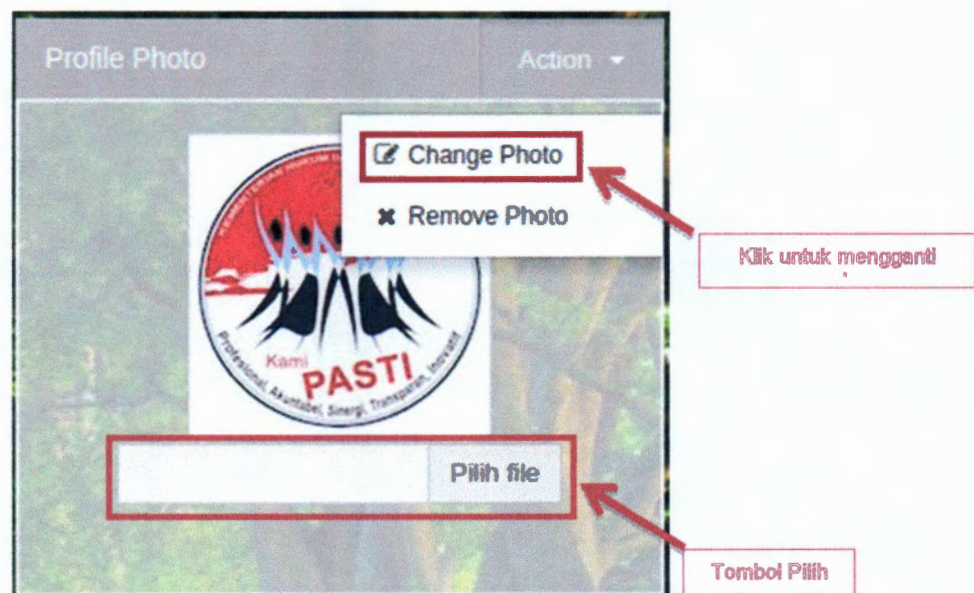 Profile Photo
Action
Change Photo
Remove Photo
Klik untuk mengganti
Kami
PASTI
Profesional, Akuntabel, Sinergi, Transparan, Inovatif
Pilih file
Tombol Pilih